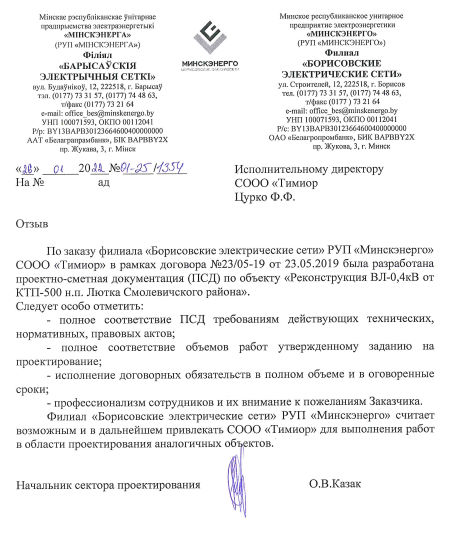 Мінскае рэспубліканскае унітарнае
прадпрыемства электраэнергетыкі
«МІНСКЭНЕРГА»
(РУП «МІНСКЭНЕРГА»)
Філіял
«БАРЫСАЎСКІЯ
ЭЛЕКТРЫЧНЫЯ СЕТКІ»
вул. Будаўнікоў, 12, 222518, г. Барысаў
тэл. (0177) 73 31 57, (0177) 74 48 63,
т/факс (0177) 73 21 64
e-mail: office_bes@minskenergo.by
УНП 100071593, ОКПО 00112041
Р/р: BY13BAPB30123664600400000000
ААТ «Белаграпрамбанк», БИК BAPBBY2X
пр. Жукава, 3, г. Мінск
МИНСКЭНЕРГО
Минское республиканское унитарное
предприятие электроэнергетики
«МИНСКЭНЕРГО»
(РУП «МИНСКЭНЕРГО»)
Филиал
«БОРИСОВСКИЕ
ЭЛЕКТРИЧЕСКИЕ СЕТИ»
ул. Строителей, 12, 222518, г. Борисов
тел. (0177) 73 31 57, (0177) 74 48 63,
т/факс (0177) 73 21 64
e-mail: office_bes@minskenergo.by
УНП 100071593, ОКПО 00112041
Р/с: BY13BAPB30123664600400000000
ОАО «Белагропромбанк», БИК BAPBBY2X
пр. Жукова, 3, г. Минск
01 2022 №01-25/1354
На № ад
Исполнительному директору
СООО «Тимиор
Цурко Ф.Ф.
Отзыв
По заказу филиала «Борисовские электрические сети» РУП «Минскэнерго»
СООО «Тимиор» в рамках договора №23/05-19 от 23.05.2019 была разработана
проектно-сметная документация (ПСД) по объекту «Реконструкция ВЛ-0,4кВ от
КТП-500 н.п. Лютка Смолевичского района».
Следует особо отметить:
- полное соответствие ПСД требованиям действующих технических,
нормативных, правовых актов;
- полное соответствие объемов работ утвержденному заданию на
проектирование;
- исполнение договорных обязательств в полном объеме и в оговоренные
сроки;
- профессионализм сотрудников и их внимание к пожеланиям Заказчика.
Филиал «Борисовские электрические сети» РУП «Минскэнерго» считает
возможным и в дальнейшем привлекать СООО «Тимиор» для выполнения работ
в области проектирования аналогичных объектов.
Начальник сектора проектирования О.В.Казак